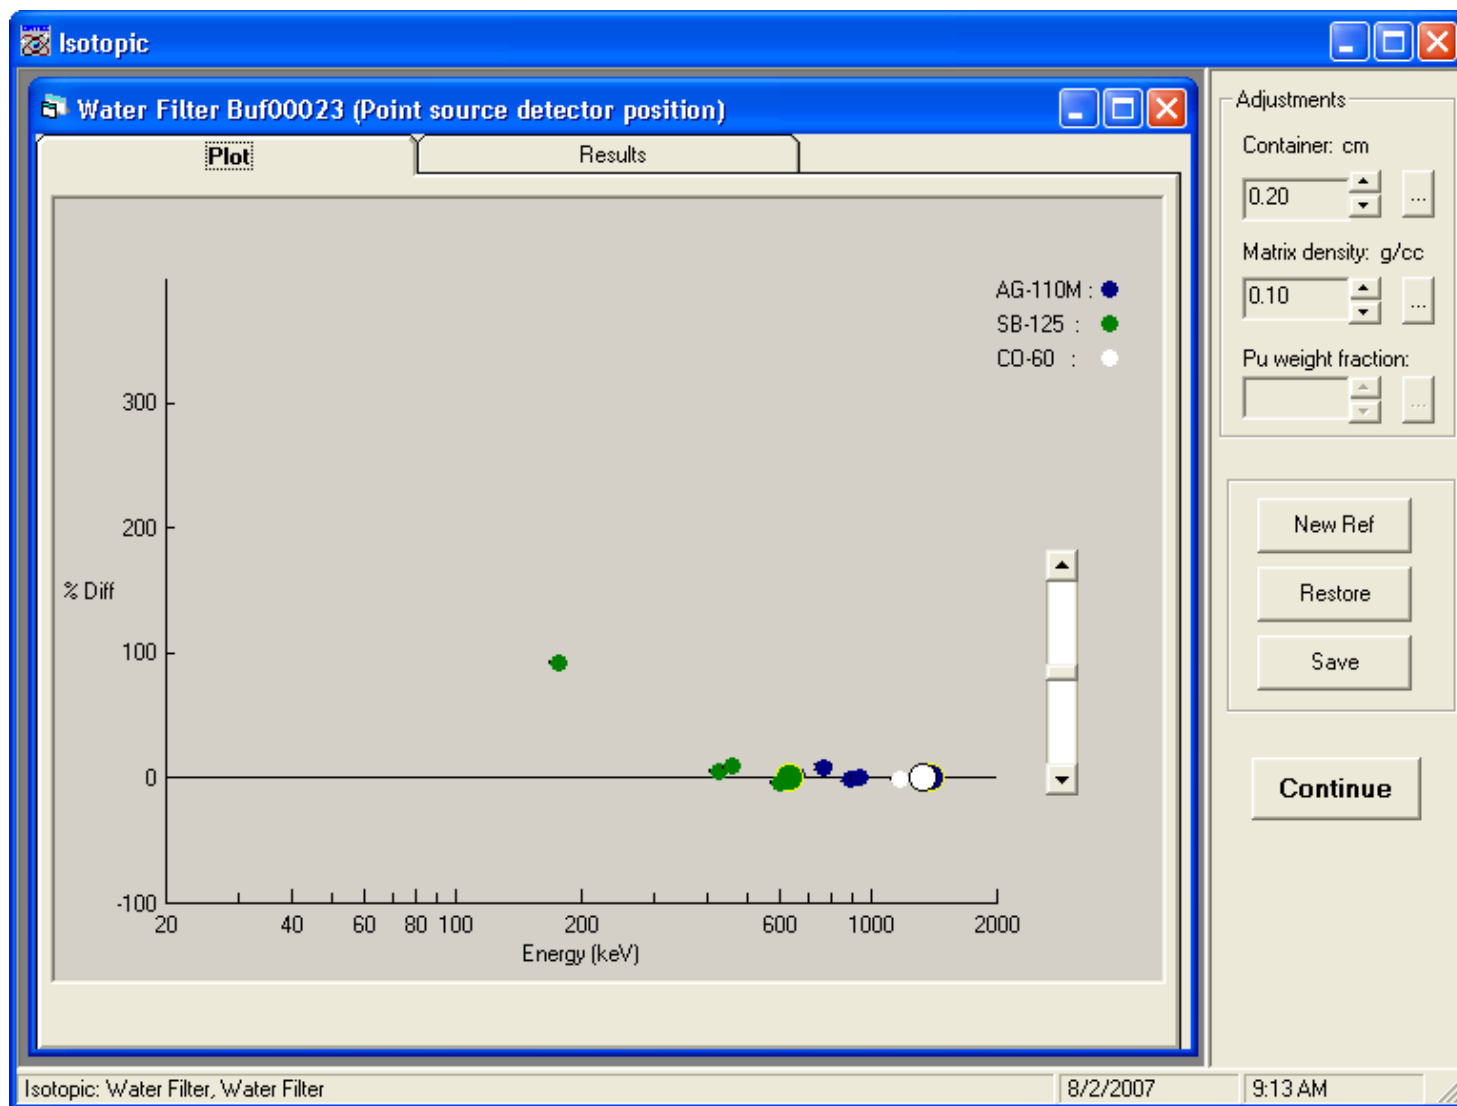 Isotopic
Water Filter Buf00023 (Point source detector position)
Plot
Results
AG-110M :
SB-125 :
CO-60 :
300
200
% Diff
100
0
-100
20 40 60 80 100 200 600 1000 2000
Energy (keV)
Adjustments
Container: cm
0.20
...
Matrix density: g/cc
0.10
...
Pu weight fraction:
...
New Ref
Restore
Save
Continue
Isotopic: Water Filter, Water Filter
8/2/2007
9:13 AM